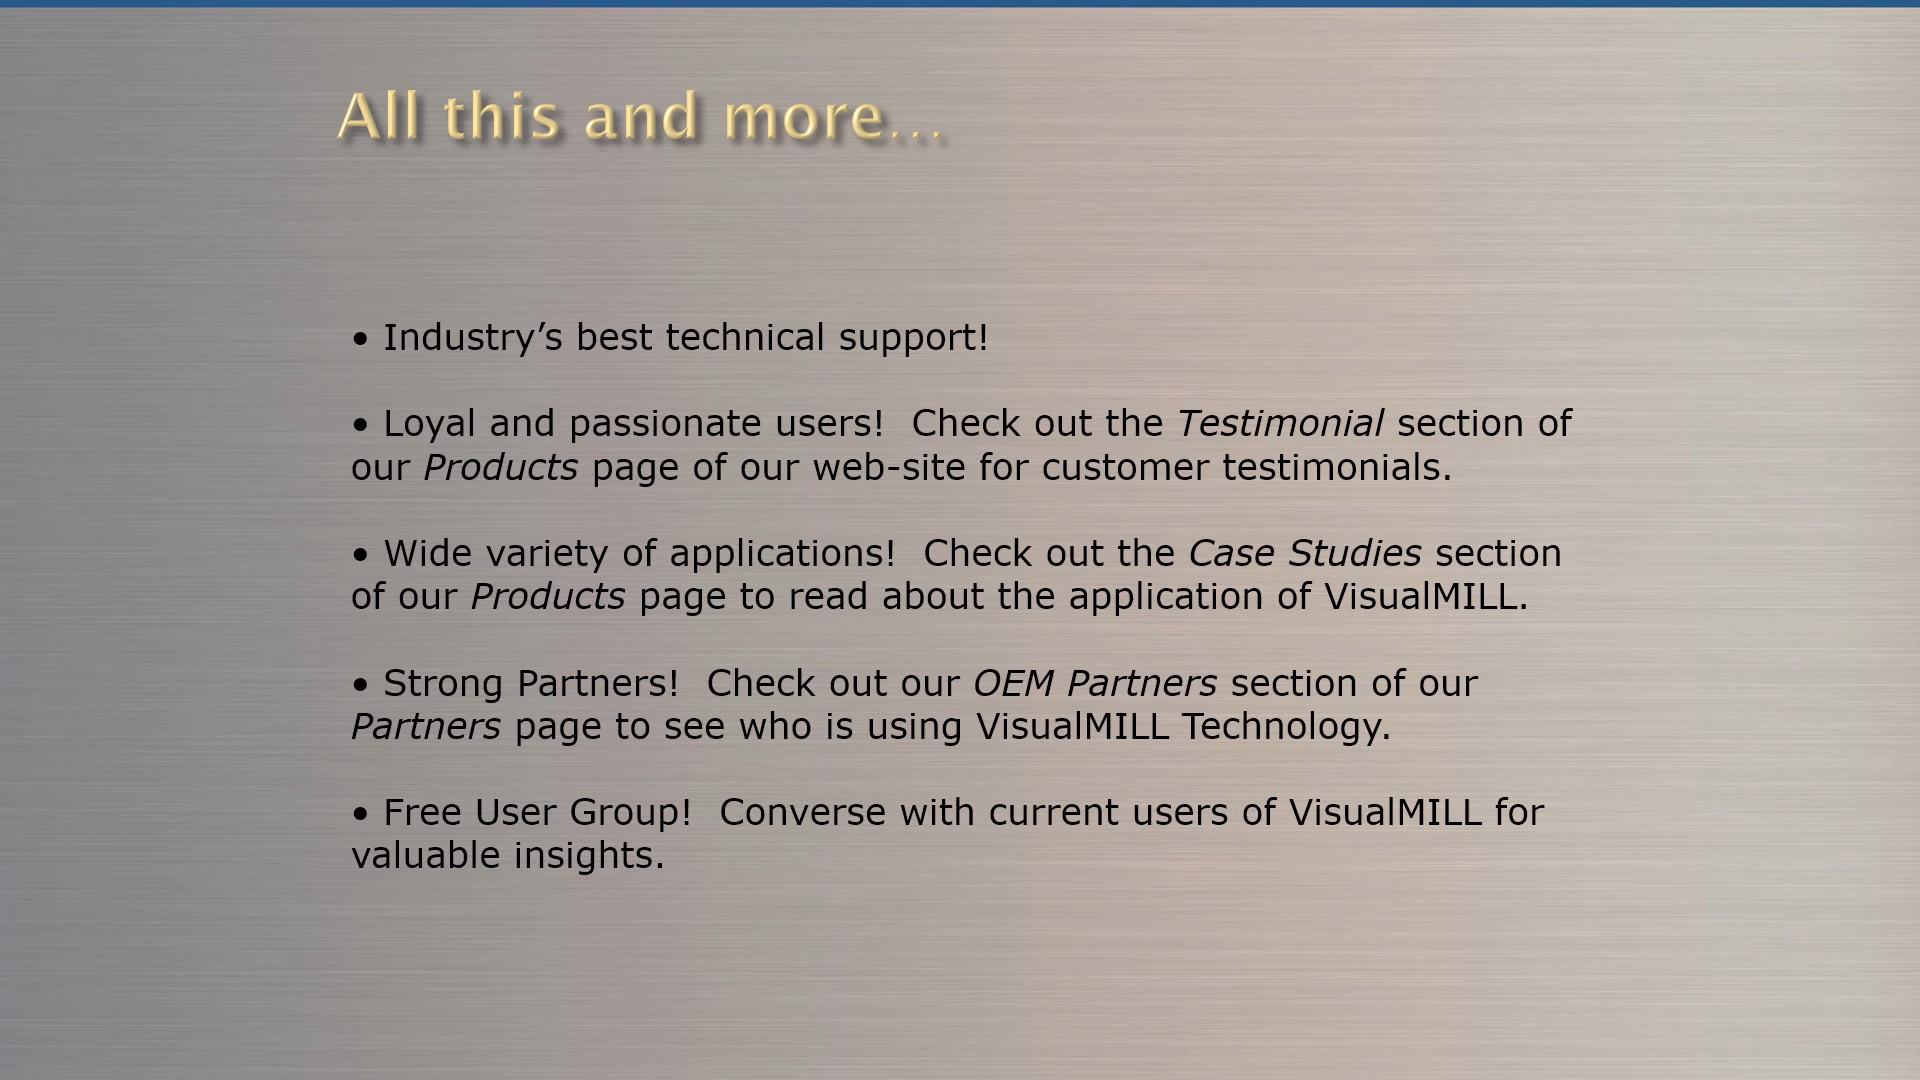 All this and more...
• Industry’s best technical support!
• Loyal and passionate users!  Check out the Testimonial section of
our Products page of our web-site for customer testimonials.
• Wide variety of applications!  Check out the Case Studies section
of our Products page to read about the application of VisualMILL.
• Strong Partners!  Check out our OEM Partners section of our
Partners page to see who is using VisualMILL Technology.
• Free User Group!  Converse with current users of VisualMILL for
valuable insights.